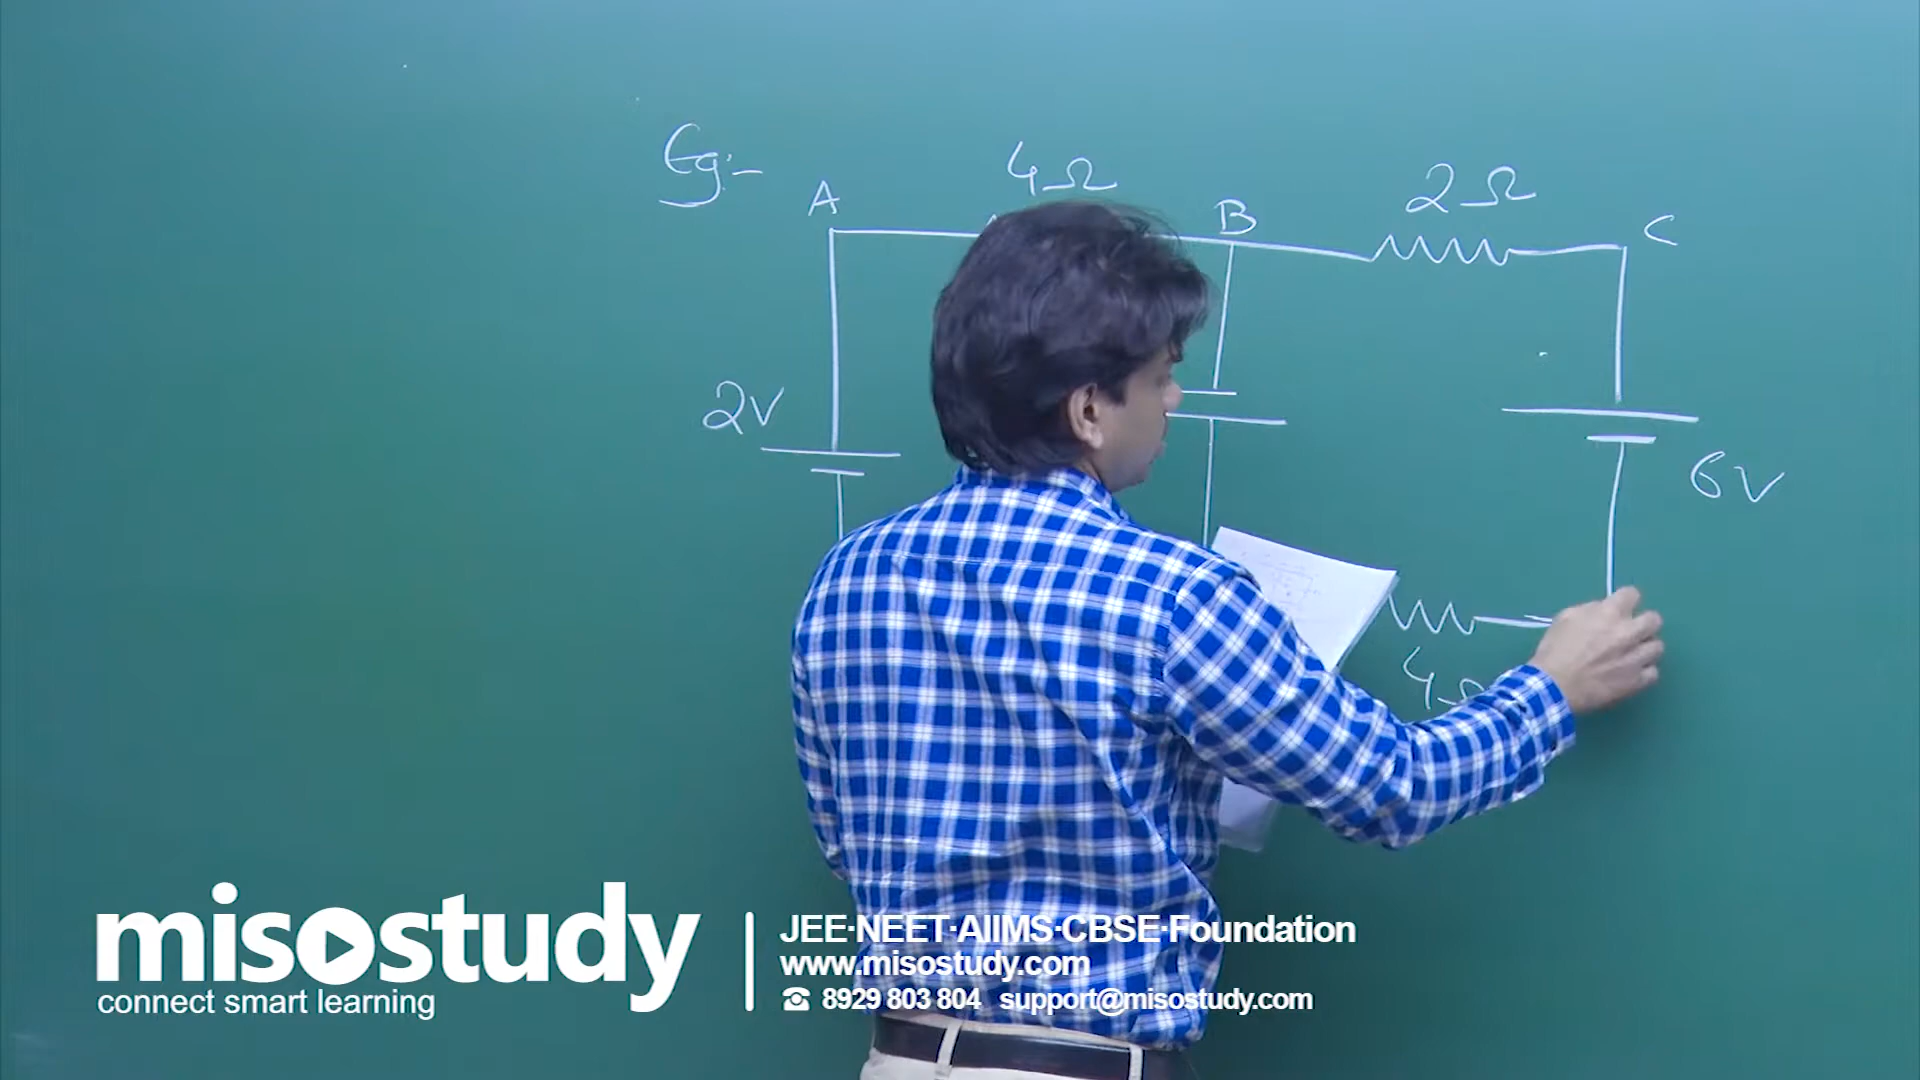 Eg:-
A
4Ω
B
2Ω
C
2V
6V
4Ω
misostudy
connect smart learning
JEE·NEET·AIIMS·CBSE·Foundation
www.misostudy.com
8929 803 804 support@misostudy.com